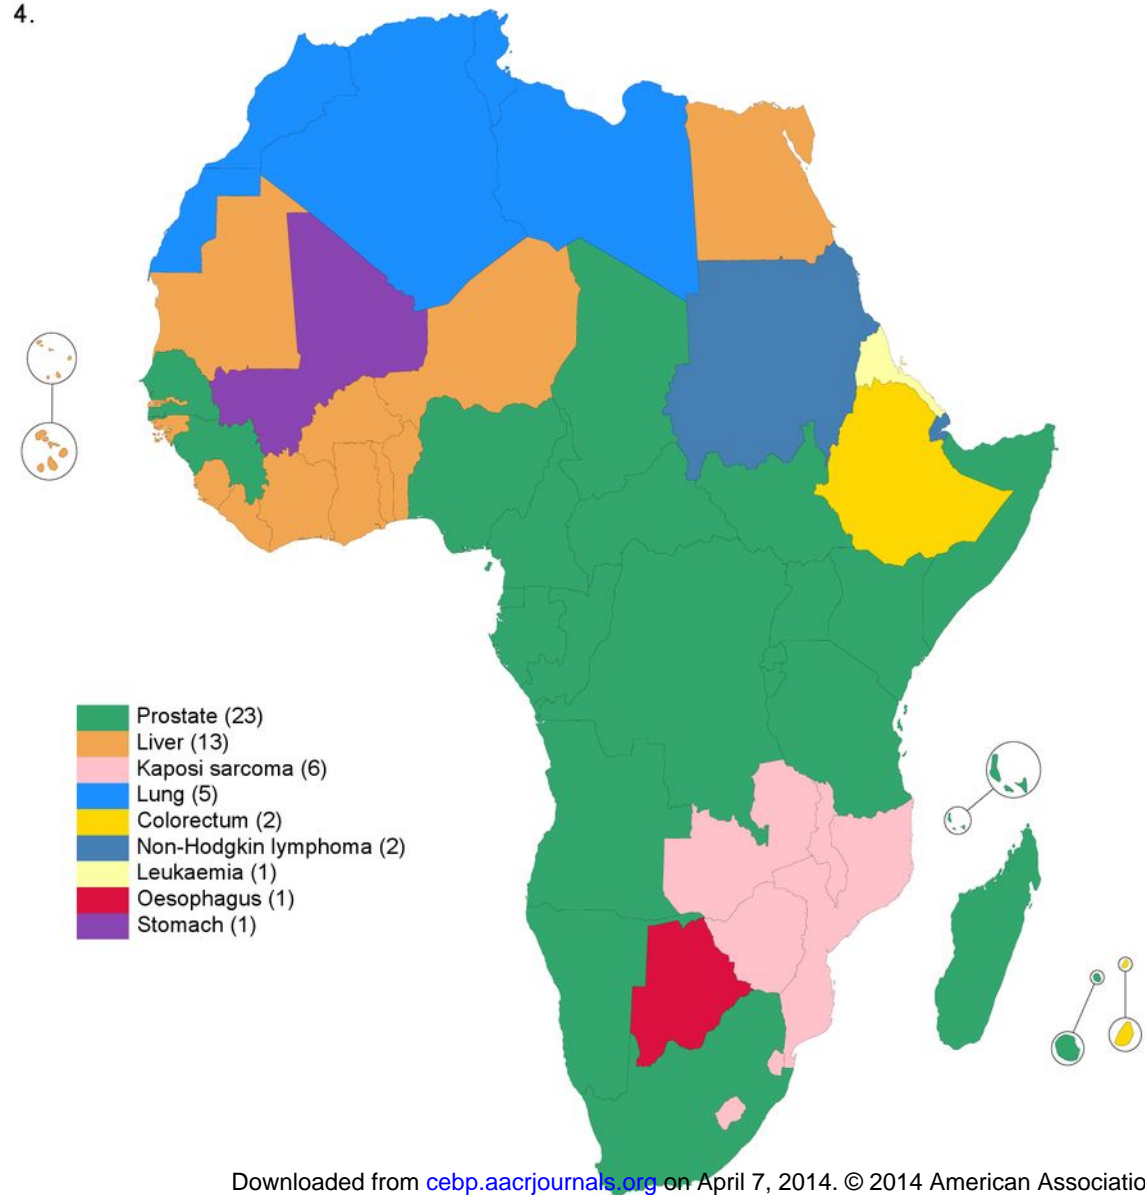 4.
Prostate (23)
Liver (13)
Kaposi sarcoma (6)
Lung (5)
Colorectum (2)
Non-Hodgkin lymphoma (2)
Leukaemia (1)
Oesophagus (1)
Stomach (1)
Downloaded from cebp.aacrjournals.org on April 7, 2014. © 2014 American Associatio